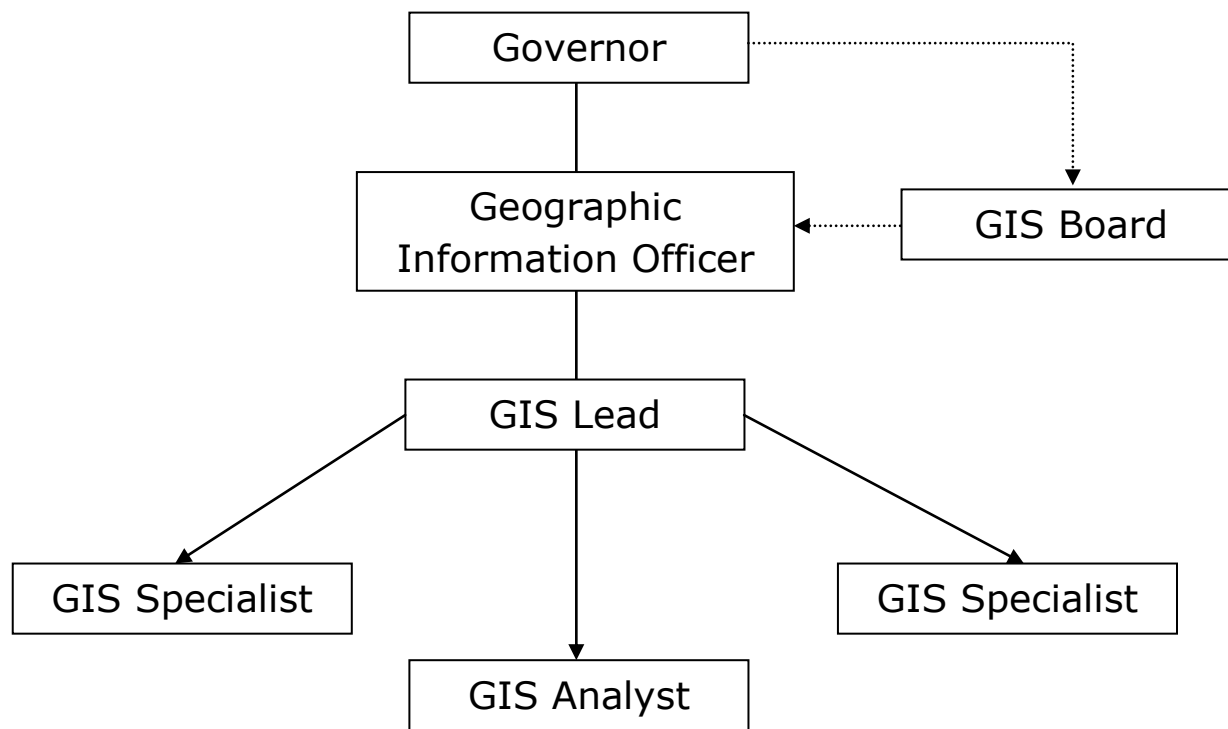 Governor
Geographic
Information Officer
GIS Board
GIS Lead
GIS Specialist
GIS Specialist
GIS Analyst